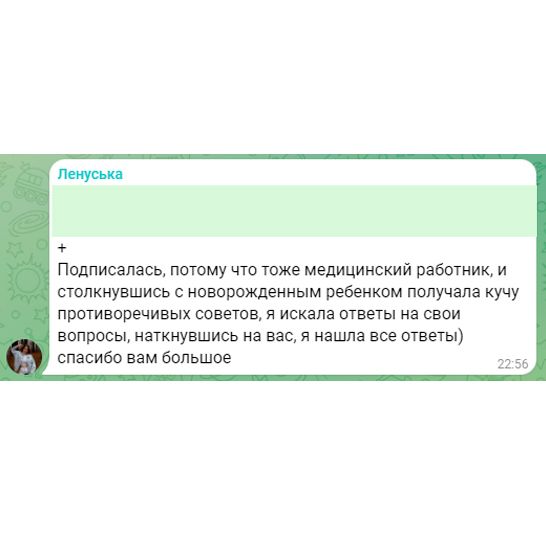 Ленуська
+
Подписалась, потому что тоже медицинский работник, и
столкнувшись с новорожденным ребенком получала кучу
противоречивых советов, я искала ответы на свои
вопросы, наткнувшись на вас, я нашла все ответы)
спасибо вам большое
22:56